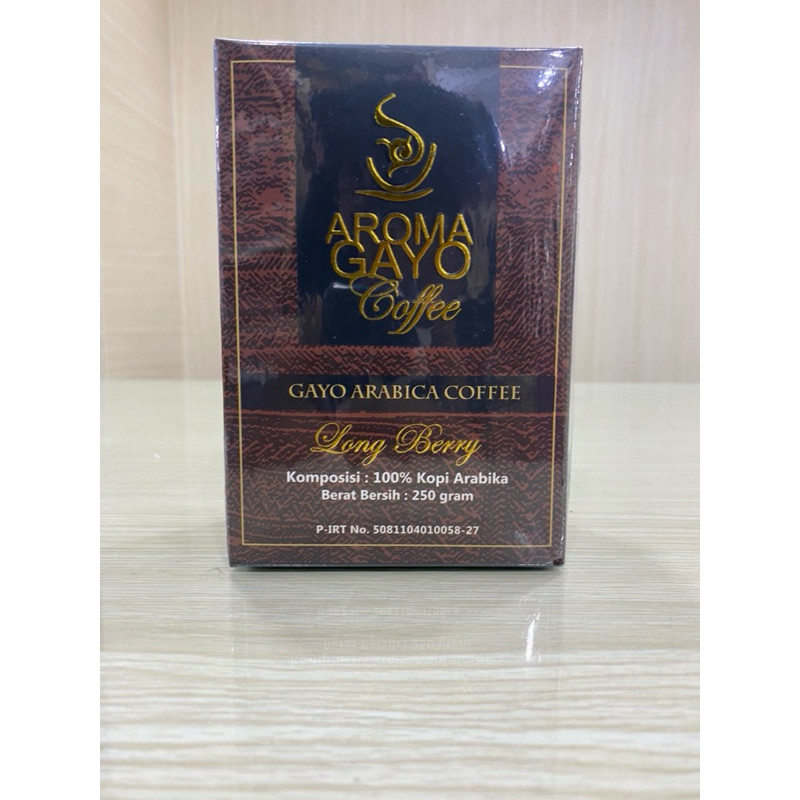 AROMA
GAYO
Coffee
GAYO ARABICA COFFEE
Long Berry
Komposisi : 100% Kopi Arabika
Berat Bersih : 250 gram
P-IRT No. 5081104010058-27